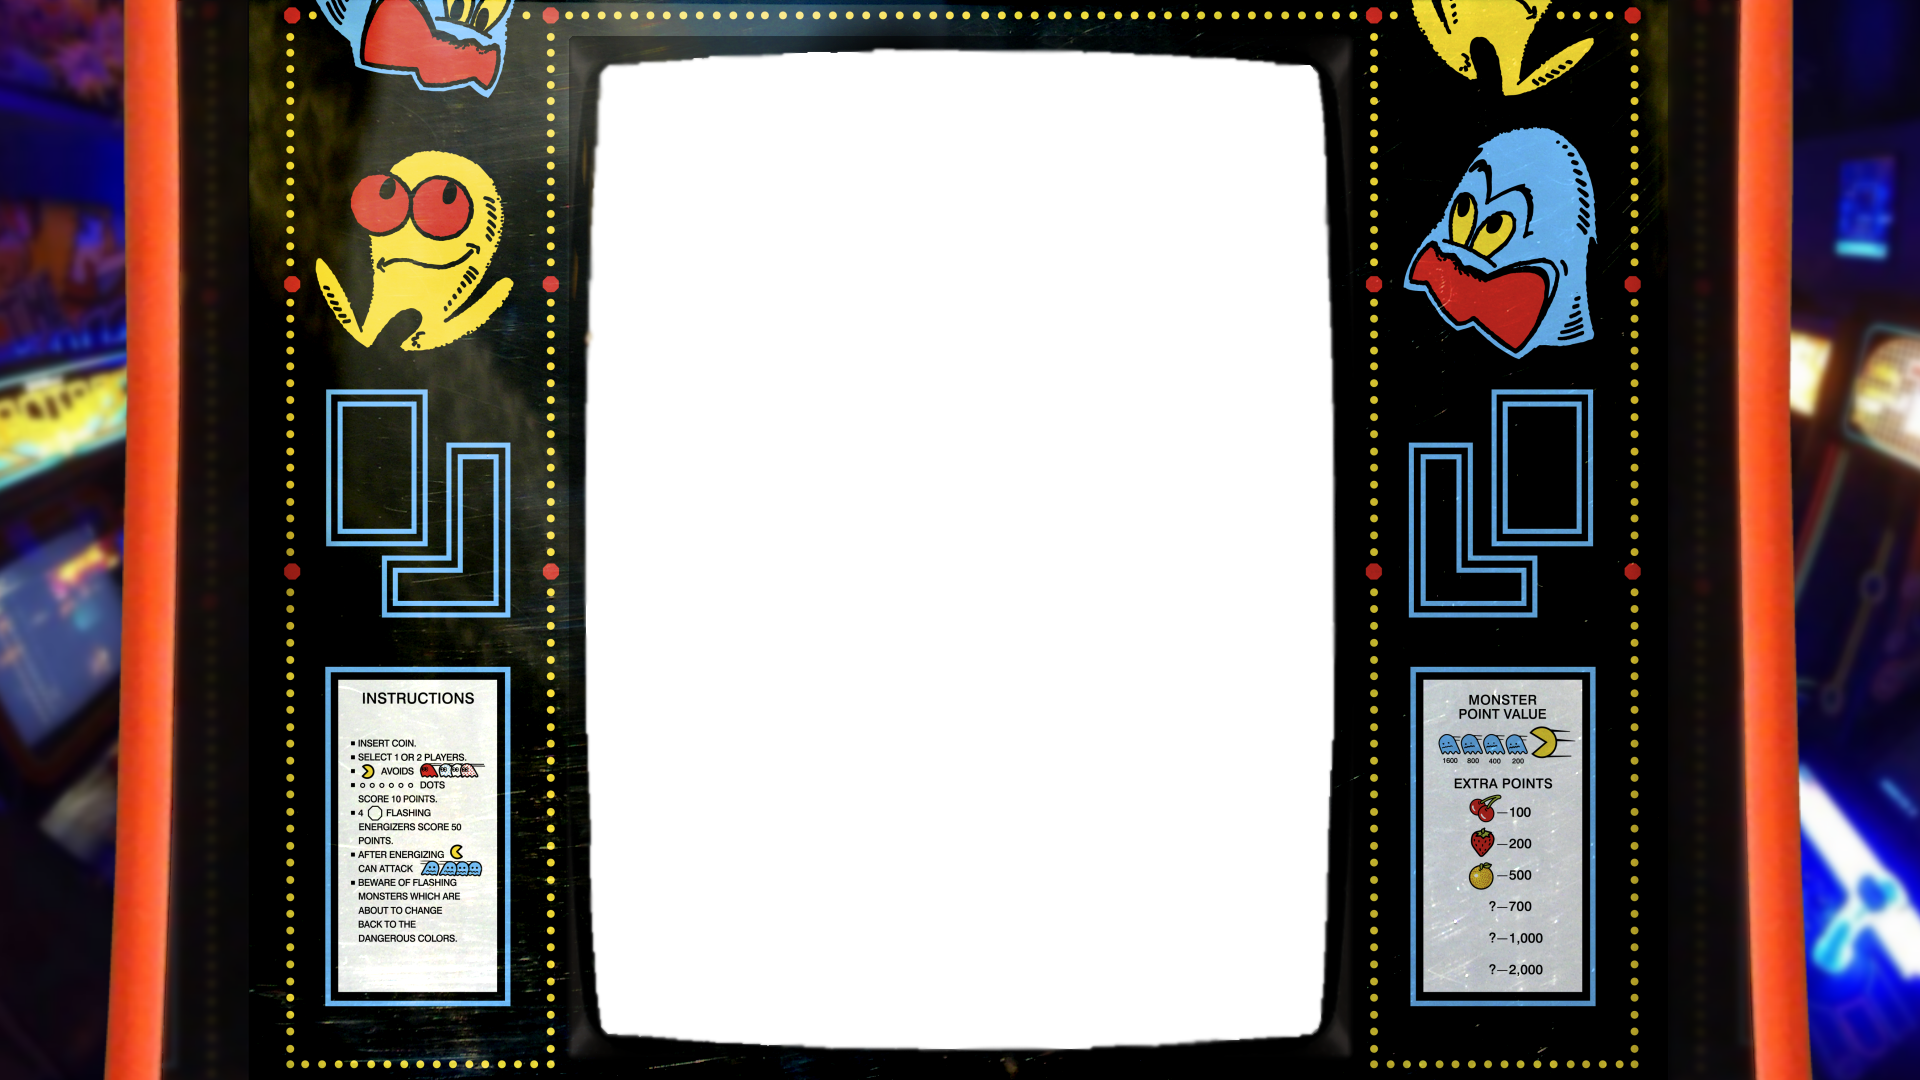 INSTRUCTIONS
▪ INSERT COIN.
▪ SELECT 1 OR 2 PLAYERS.
▪ AVOIDS
▪ DOTS
SCORE 10 POINTS.
▪ 4 FLASHING
ENERGIZERS SCORE 50
POINTS.
▪ AFTER ENERGIZING
CAN ATTACK
▪ BEWARE OF FLASHING
MONSTERS WHICH ARE
ABOUT TO CHANGE
BACK TO THE
DANGEROUS COLORS.
MONSTER
POINT VALUE
1600 800 400 200
EXTRA POINTS
—100
—200
—500
?—700
?—1,000
?—2,000